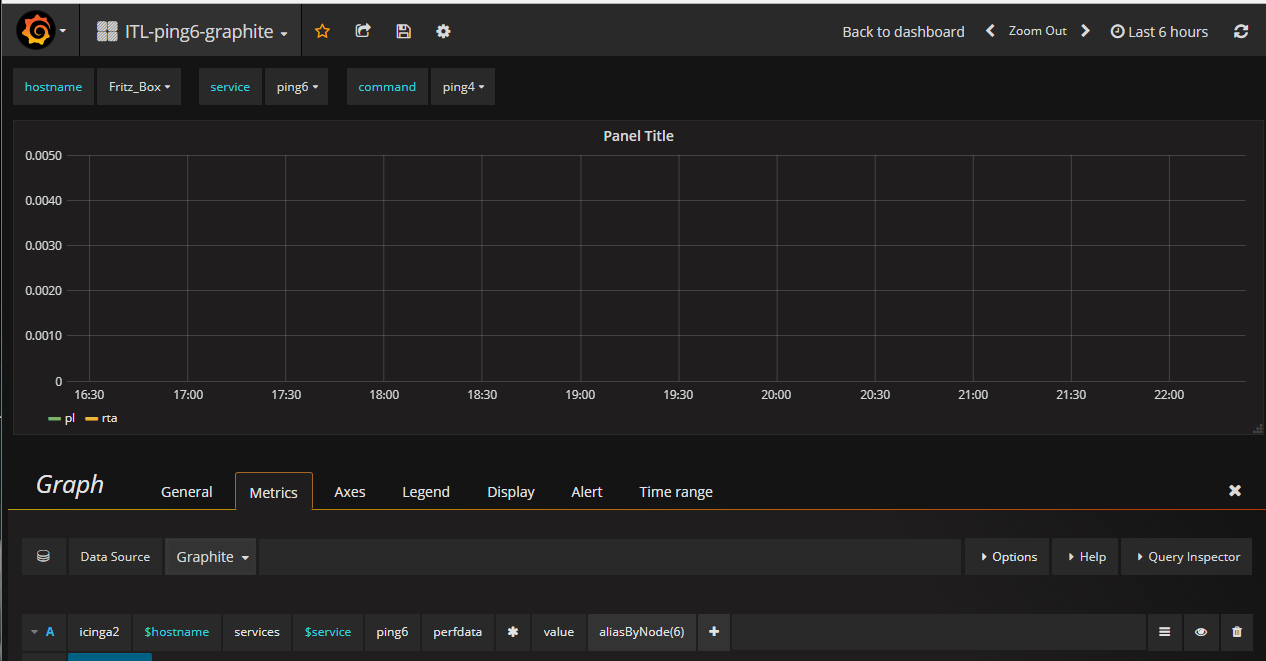 ITL-ping6-graphite Back to dashboard Zoom Out Last 6 hours
hostname Fritz_Box service ping6 command ping4
Panel Title
0.0050
0.0040
0.0030
0.0020
0.0010
0
16:30 17:00 17:30 18:00 18:30 19:00 19:30 20:00 20:30 21:00 21:30 22:00
pl rta
Graph General Metrics Axes Legend Display Alert Time range
Data Source Graphite Options Help Query Inspector
A icinga2 $hostname services $service ping6 perfdata * value aliasByNode(6) +